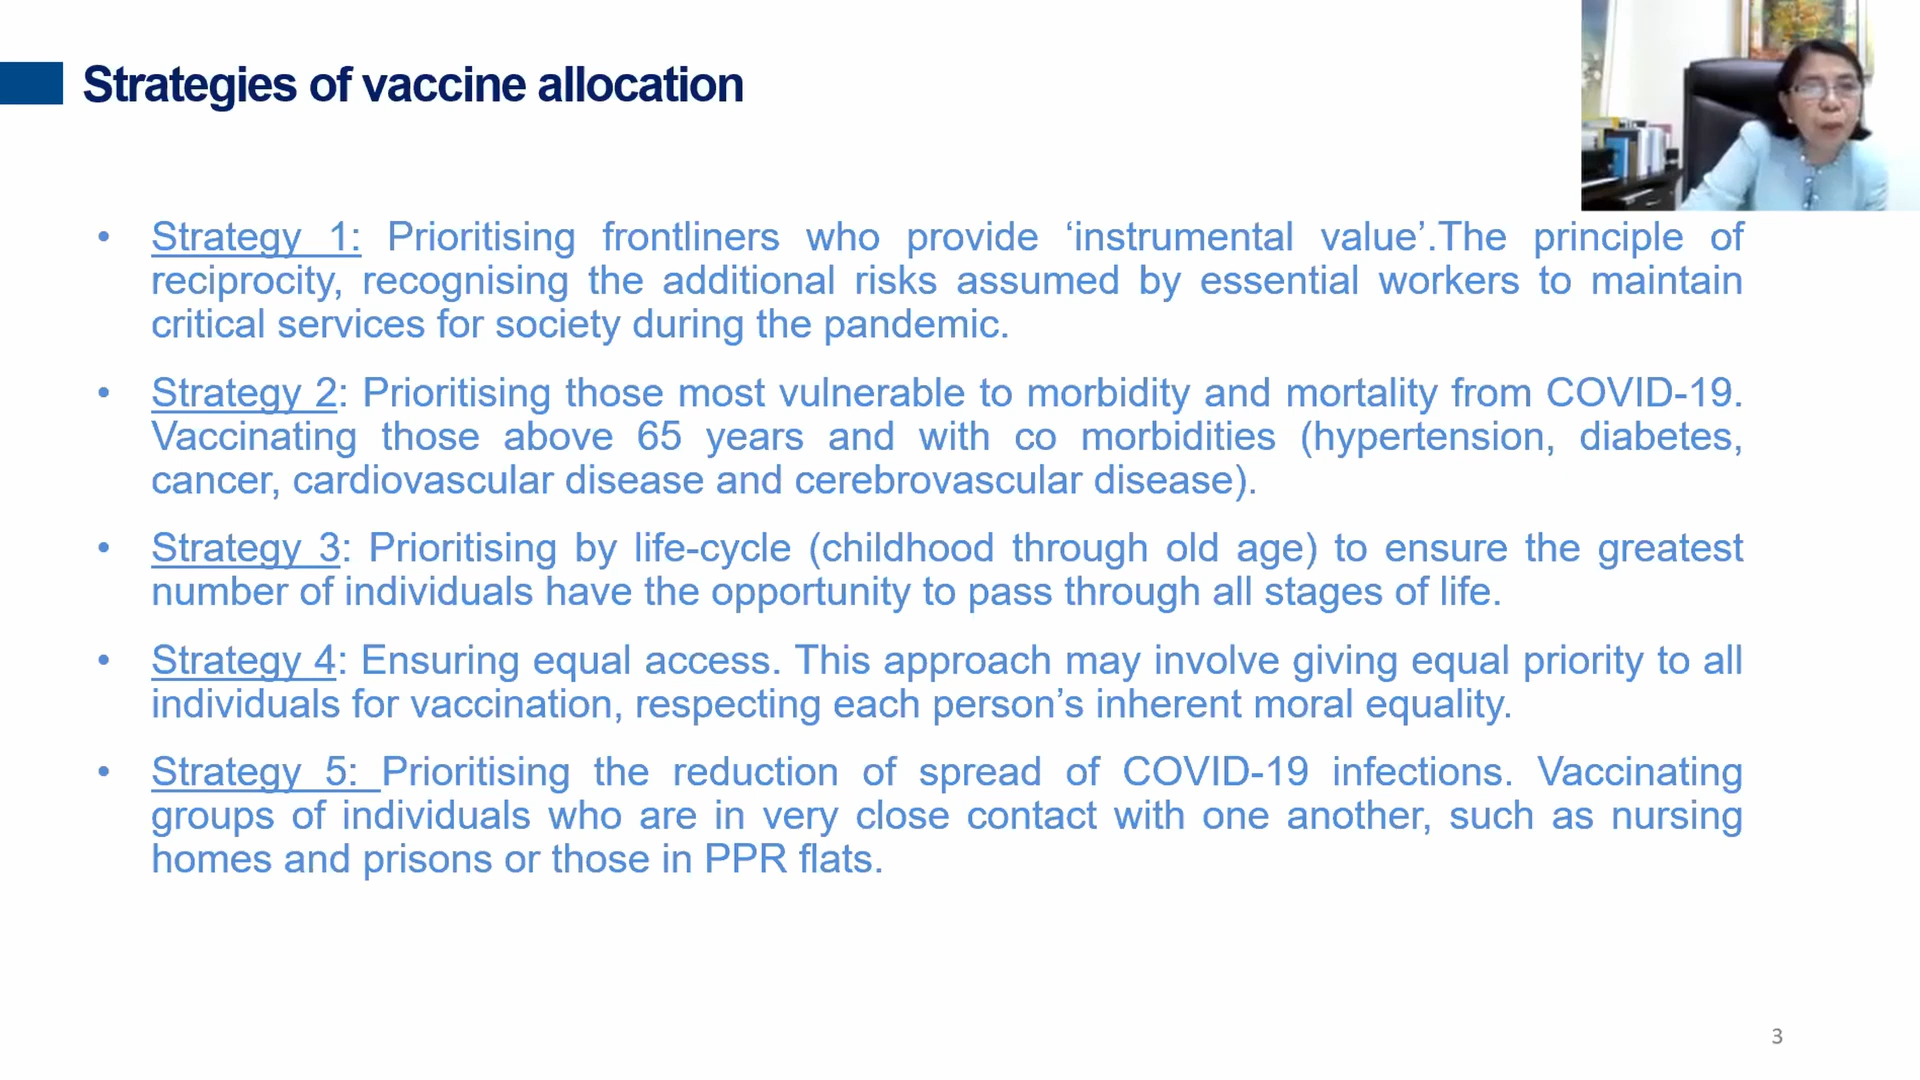 Strategies of vaccine allocation
• Strategy 1: Prioritising frontliners who provide ‘instrumental value’.The principle of
reciprocity, recognising the additional risks assumed by essential workers to maintain
critical services for society during the pandemic.
• Strategy 2: Prioritising those most vulnerable to morbidity and mortality from COVID-19.
Vaccinating those above 65 years and with co morbidities (hypertension, diabetes,
cancer, cardiovascular disease and cerebrovascular disease).
• Strategy 3: Prioritising by life-cycle (childhood through old age) to ensure the greatest
number of individuals have the opportunity to pass through all stages of life.
• Strategy 4: Ensuring equal access. This approach may involve giving equal priority to all
individuals for vaccination, respecting each person’s inherent moral equality.
• Strategy 5: Prioritising the reduction of spread of COVID-19 infections. Vaccinating
groups of individuals who are in very close contact with one another, such as nursing
homes and prisons or those in PPR flats.
3